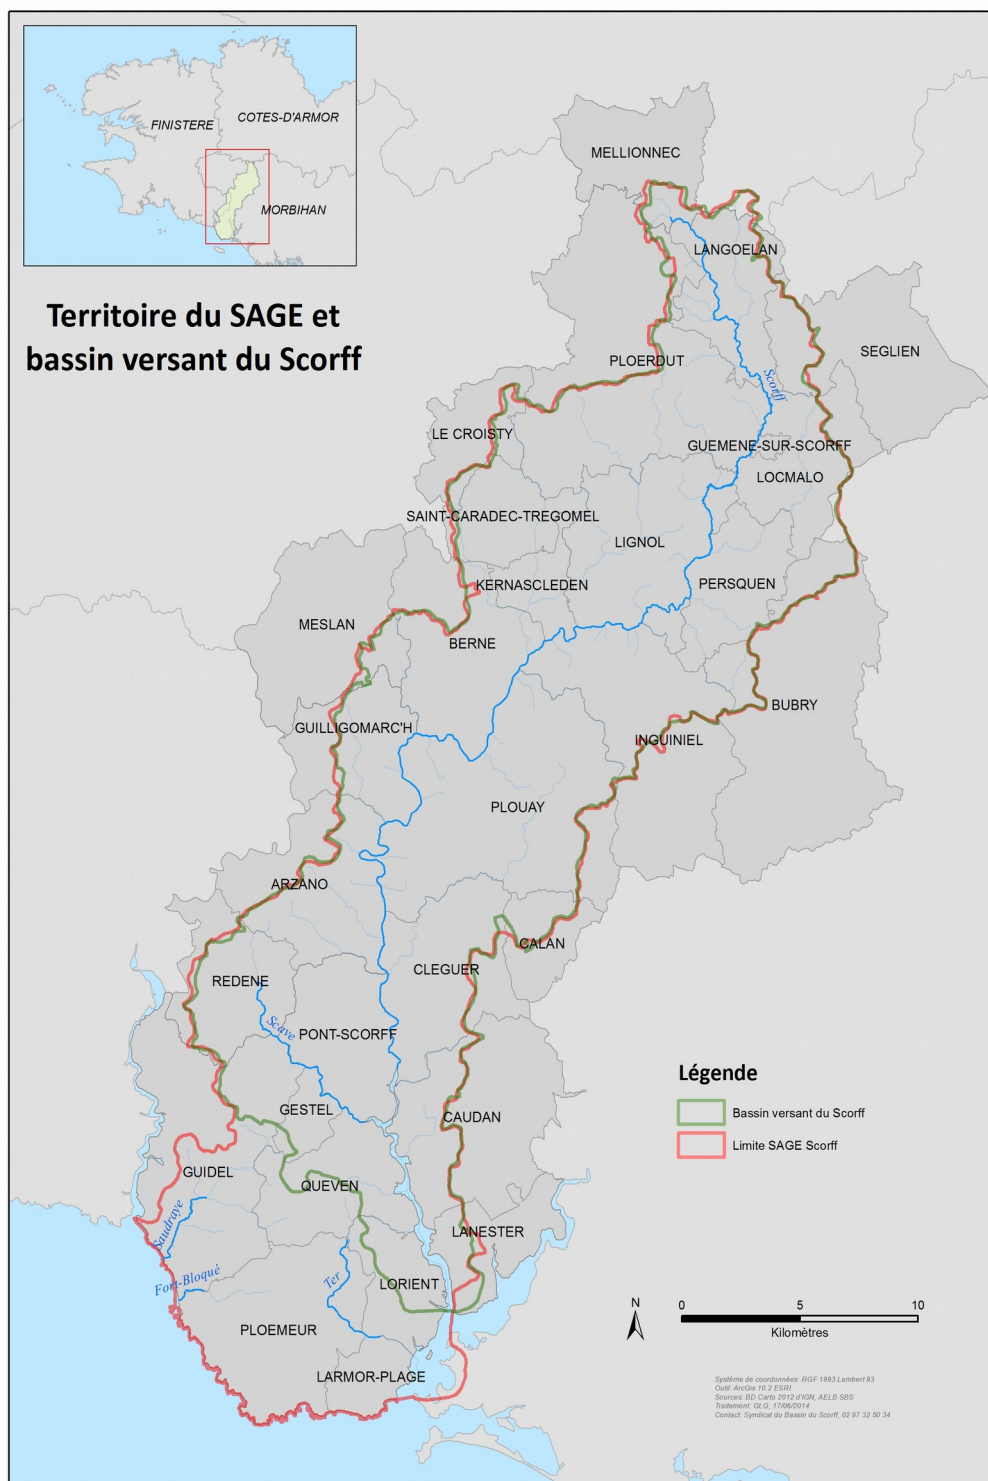 FINISTERE
COTES-D'ARMOR
MORBIHAN
Territoire du SAGE et
bassin versant du Scorff
MELLIONNEC
LANGOELAN
SEGLIEN
PLOERDUT
Scorff
LE CROISTY
GUEMENE-SUR-SCORFF
LOCMALO
SAINT-CARADEC-TREGOMEL
LIGNOL
KERNASCLEDEN
PERSQUEN
MESLAN
BERNE
BUBRY
GUILLIGOMARC'H
INGUINIEL
PLOUAY
ARZANO
CALAN
CLEGUER
REDENE
Scave
PONT-SCORFF
GESTEL
CAUDAN
GUIDEL
QUEVEN
Saudraye
LANESTER
Fort-Bloqué
Ter
LORIENT
PLOEMEUR
LARMOR-PLAGE
Légende
Bassin versant du Scorff
Limite SAGE Scorff
N
0 5 10
Kilomètres
Système de coordonnées: RGF 1993 Lambert 93
Outil: ArcGis 10.2 ESRI
Sources: BD Carto 2012 d'IGN, AELB SBS
Traitement: GLG, 17/06/2014
Contact: Syndicat du Bassin du Scorff, 02 97 32 50 34